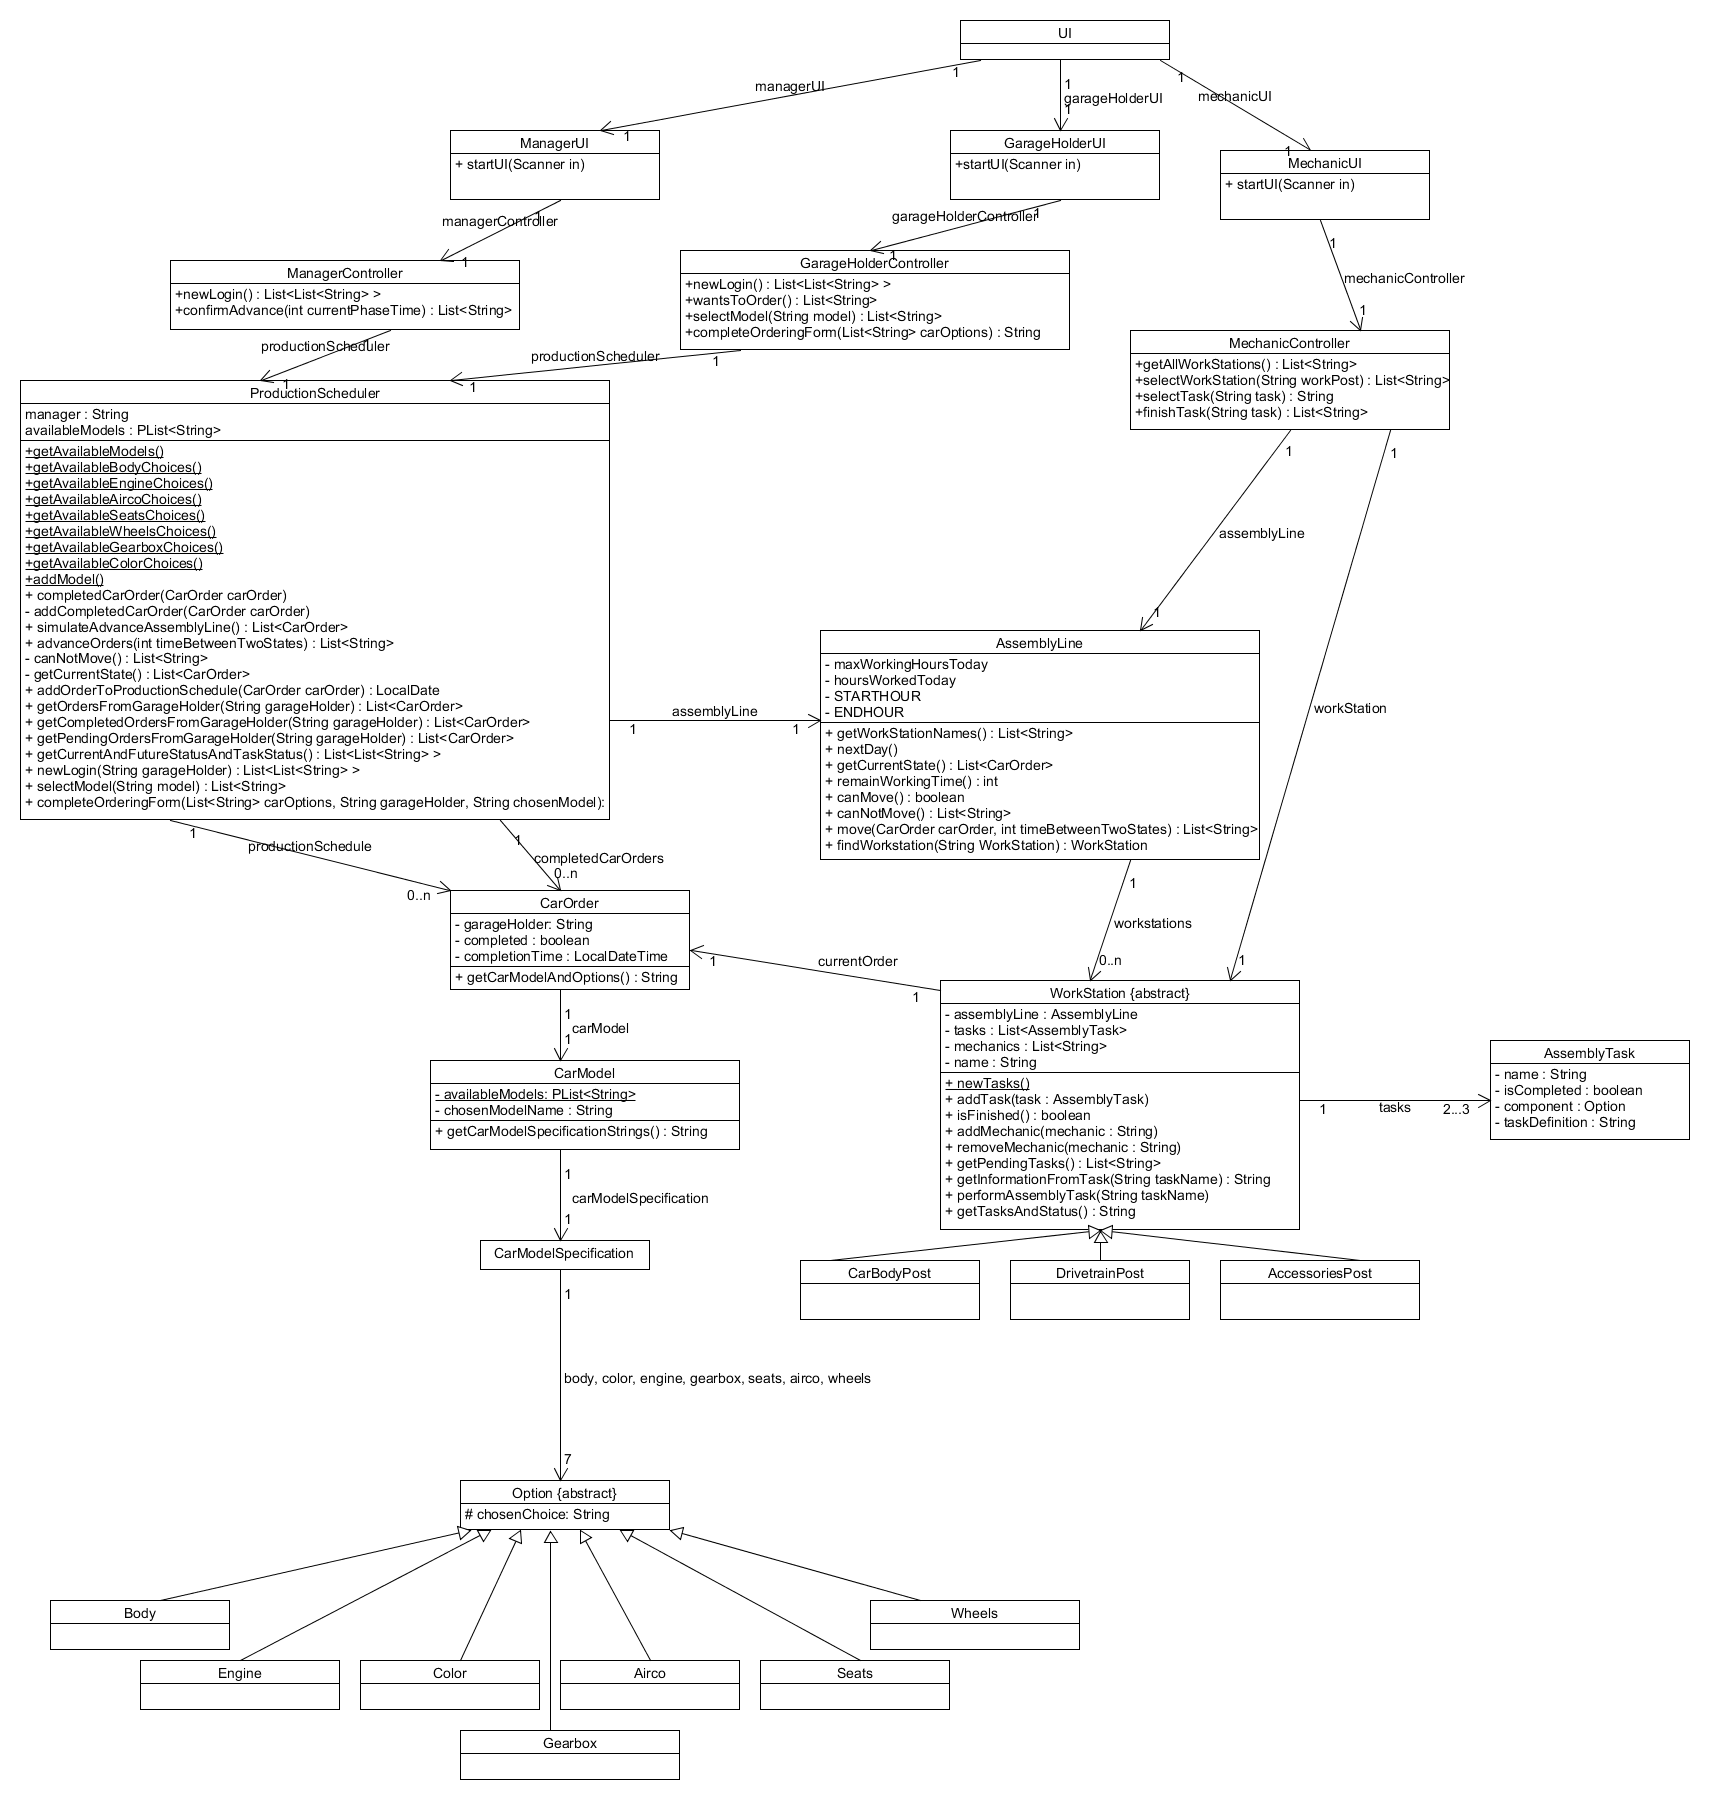 UI
1
managerUI
1
1
garageHolderUI
1
1
mechanicUI
1
ManagerUI
+ startUI(Scanner in)
GarageHolderUI
+startUI(Scanner in)
MechanicUI
+ startUI(Scanner in)
1
managerController
1
1
garageHolderController
1
1
mechanicController
1
ManagerController
+newLogin() : List<List<String> >
+confirmAdvance(int currentPhaseTime) : List<String>
GarageHolderController
+newLogin() : List<List<String> >
+wantsToOrder() : List<String>
+selectModel(String model) : List<String>
+completeOrderingForm(List<String> carOptions) : String
MechanicController
+getAllWorkStations() : List<String>
+selectWorkStation(String workPost) : List<String>
+selectTask(String task) : String
+finishTask(String task) : List<String>
1
productionScheduler
1
productionScheduler
1
1
ProductionScheduler
manager : String
availableModels : PList<String>
+getAvailableModels()
+getAvailableBodyChoices()
+getAvailableEngineChoices()
+getAvailableAircoChoices()
+getAvailableSeatsChoices()
+getAvailableWheelsChoices()
+getAvailableGearboxChoices()
+getAvailableColorChoices()
+addModel()
+ completedCarOrder(CarOrder carOrder)
- addCompletedCarOrder(CarOrder carOrder)
+ simulateAdvanceAssemblyLine() : List<CarOrder>
+ advanceOrders(int timeBetweenTwoStates) : List<String>
- canNotMove() : List<String>
- getCurrentState() : List<CarOrder>
+ addOrderToProductionSchedule(CarOrder carOrder) : LocalDate
+ getOrdersFromGarageHolder(String garageHolder) : List<CarOrder>
+ getCompletedOrdersFromGarageHolder(String garageHolder) : List<CarOrder>
+ getPendingOrdersFromGarageHolder(String garageHolder) : List<CarOrder>
+ getCurrentAndFutureStatusAndTaskStatus() : List<List<String> >
+ newLogin(String garageHolder) : List<List<String> >
+ selectModel(String model) : List<String>
+ completeOrderingForm(List<String> carOptions, String garageHolder, String chosenModel):
1
assemblyLine
1
1
workStation
1
assemblyLine
1
1
AssemblyLine
- maxWorkingHoursToday
- hoursWorkedToday
- STARTHOUR
- ENDHOUR
+ getWorkStationNames() : List<String>
+ nextDay()
+ getCurrentState() : List<CarOrder>
+ remainWorkingTime() : int
+ canMove() : boolean
+ canNotMove() : List<String>
+ move(CarOrder carOrder, int timeBetweenTwoStates) : List<String>
+ findWorkstation(String WorkStation) : WorkStation
1
productionSchedule
0..n
1
completedCarOrders
0..n
1
workstations
0..n
CarOrder
- garageHolder: String
- completed : boolean
- completionTime : LocalDateTime
+ getCarModelAndOptions() : String
currentOrder
1
1
WorkStation {abstract}
- assemblyLine : AssemblyLine
- tasks : List<AssemblyTask>
- mechanics : List<String>
- name : String
+ newTasks()
+ addTask(task : AssemblyTask)
+ isFinished() : boolean
+ addMechanic(mechanic : String)
+ removeMechanic(mechanic : String)
+ getPendingTasks() : List<String>
+ getInformationFromTask(String taskName) : String
+ performAssemblyTask(String taskName)
+ getTasksAndStatus() : String
1
tasks
2...3
AssemblyTask
- name : String
- isCompleted : boolean
- component : Option
- taskDefinition : String
1
carModel
1
CarModel
- availableModels: PList<String>
- chosenModelName : String
+ getCarModelSpecificationStrings() : String
1
carModelSpecification
1
CarModelSpecification
CarBodyPost
DrivetrainPost
AccessoriesPost
1
body, color, engine, gearbox, seats, airco, wheels
7
Option {abstract}
# chosenChoice: String
Body
Wheels
Engine
Color
Airco
Seats
Gearbox